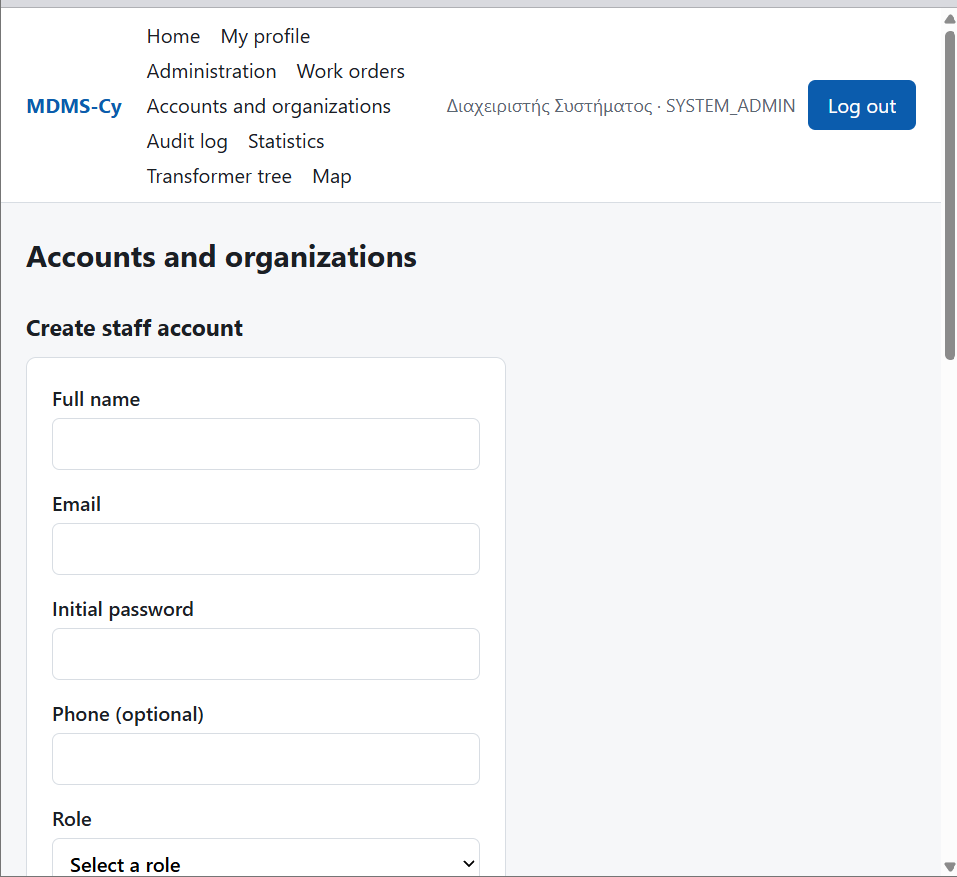 Home My profile
Administration Work orders
MDMS-Cy Accounts and organizations Διαχειριστής Συστήματος · SYSTEM_ADMIN Log out
Audit log Statistics
Transformer tree Map
Accounts and organizations
Create staff account
Full name
Email
Initial password
Phone (optional)
Role
Select a role